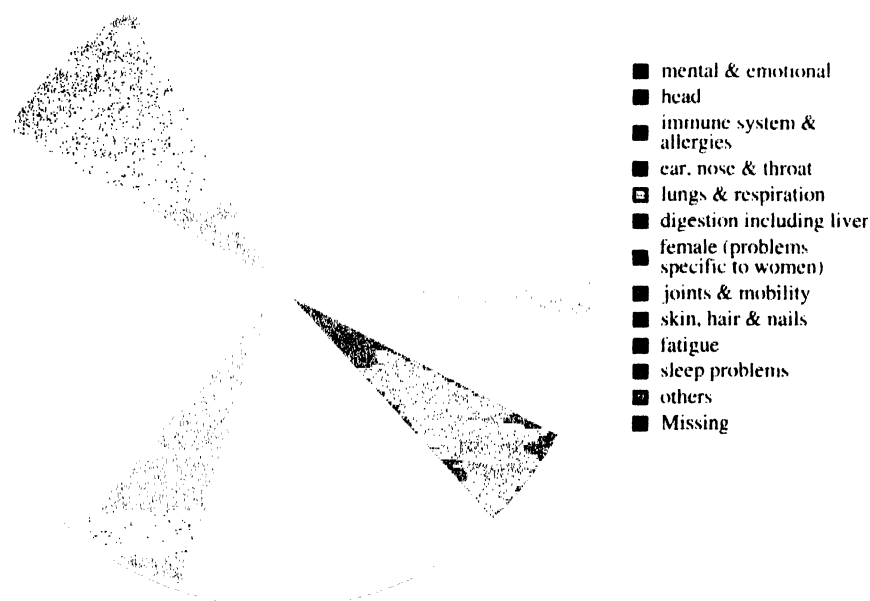 mental & emotional
head
immune system &
allergies
ear, nose & throat
lungs & respiration
digestion including liver
female (problems
specific to women)
joints & mobility
skin, hair & nails
fatigue
sleep problems
others
Missing